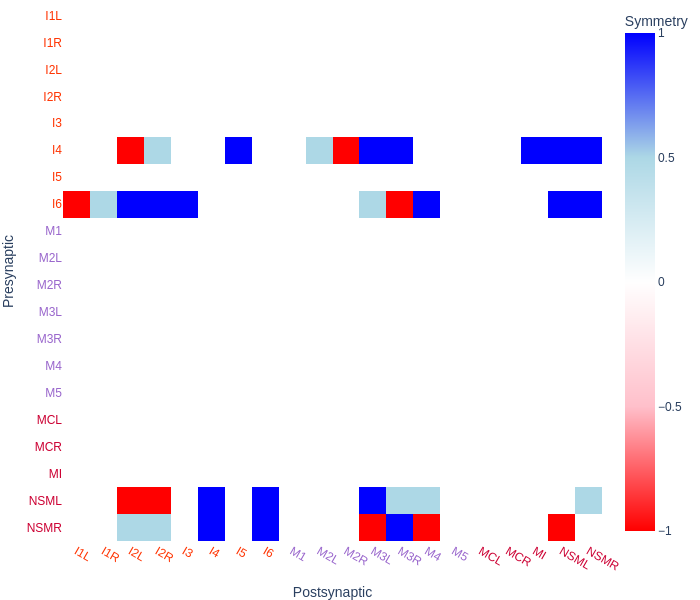 Symmetry
1
0.5
0
−0.5
−1
Presynaptic
I1L
I1R
I2L
I2R
I3
I4
I5
I6
M1
M2L
M2R
M3L
M3R
M4
M5
MCL
MCR
MI
NSML
NSMR
I1L
I1R
I2L
I2R
I3
I4
I5
I6
M1
M2L
M2R
M3L
M3R
M4
M5
MCL
MCR
MI
NSML
NSMR
Postsynaptic